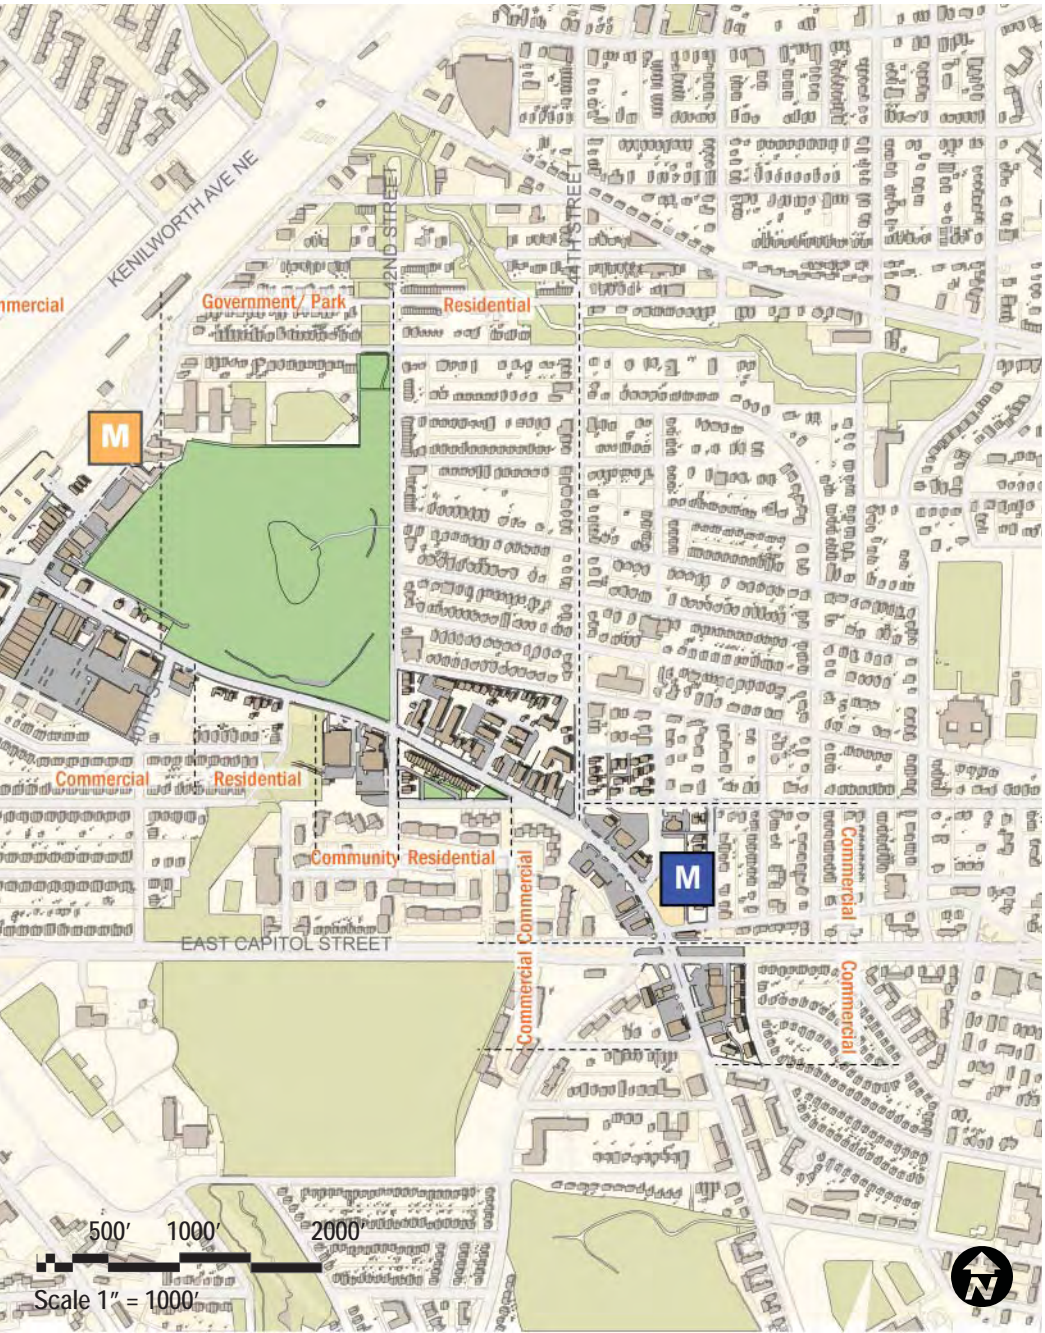 KENILWORTH AVE NE
42ND STREET
44TH STREET
mmercial
Government/ Park
Residential
M
Commercial
Residential
Community
Residential
Commercial
Commercial
M
EAST CAPITOL STREET
Commercial
Commercial
500' 1000' 2000'
Scale 1" = 1000'
N